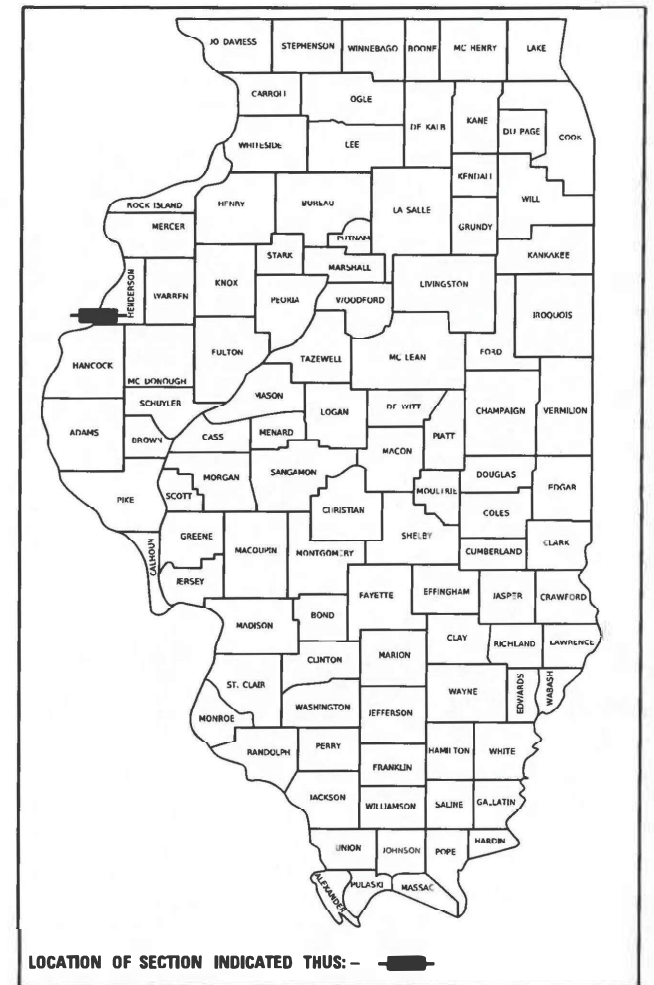 JO DAVIESS STEPHENSON WINNEBAGO BOONE MC HENRY LAKE
CARROLL OGLE DE KALB KANE DU PAGE COOK
WHITESIDE LEE
KENDALL WILL
ROCK ISLAND HENRY BUREAU LA SALLE GRUNDY
MERCER PUTNAM
STARK MARSHALL KANKAKEE
HENDERSON WARREN KNOX PEORIA WOODFORD LIVINGSTON IROQUOIS
FULTON TAZEWELL MC LEAN FORD
HANCOCK MC DONOUGH
SCHUYLER MASON LOGAN DE WITT CHAMPAIGN VERMILION
ADAMS BROWN CASS MENARD MACON PIATT
PIKE SCOTT MORGAN SANGAMON MOULTRIE DOUGLAS EDGAR
CHRISTIAN COLES
CALHOUN GREENE MACOUPIN MONTGOMERY SHELBY CUMBERLAND CLARK
JERSEY FAYETTE EFFINGHAM JASPER CRAWFORD
MADISON BOND
CLAY RICHLAND LAWRENCE
CLINTON MARION
ST. CLAIR WAYNE EDWARDS WABASH
WASHINGTON JEFFERSON
MONROE
RANDOLPH PERRY HAMILTON WHITE
FRANKLIN
JACKSON WILLIAMSON SALINE GALLATIN
UNION JOHNSON POPE HARDIN
ALEXANDER PULASKI MASSAC
LOCATION OF SECTION INDICATED THUS: -